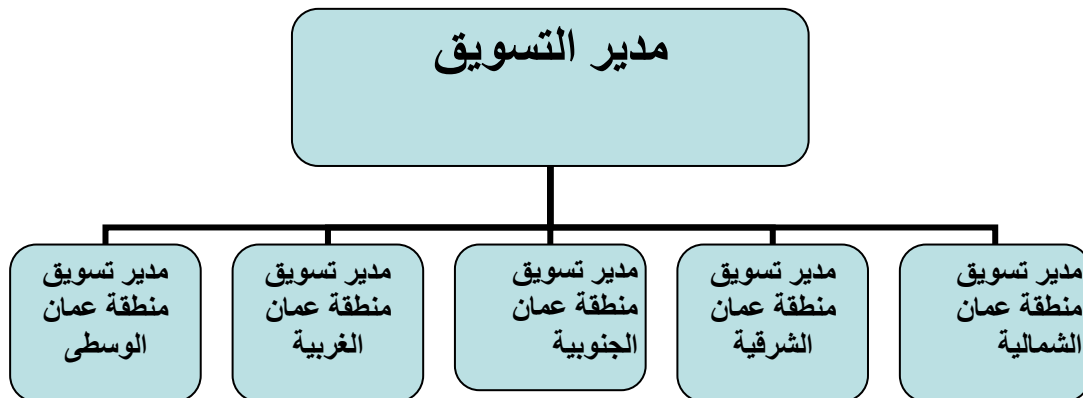 مدير التسويق
مدير تسويق
منطقة عمان
الشمالية
مدير تسويق
منطقة عمان
الشرقية
مدير تسويق
منطقة عمان
الجنوبية
مدير تسويق
منطقة عمان
الغربية
مدير تسويق
منطقة عمان
الوسطى